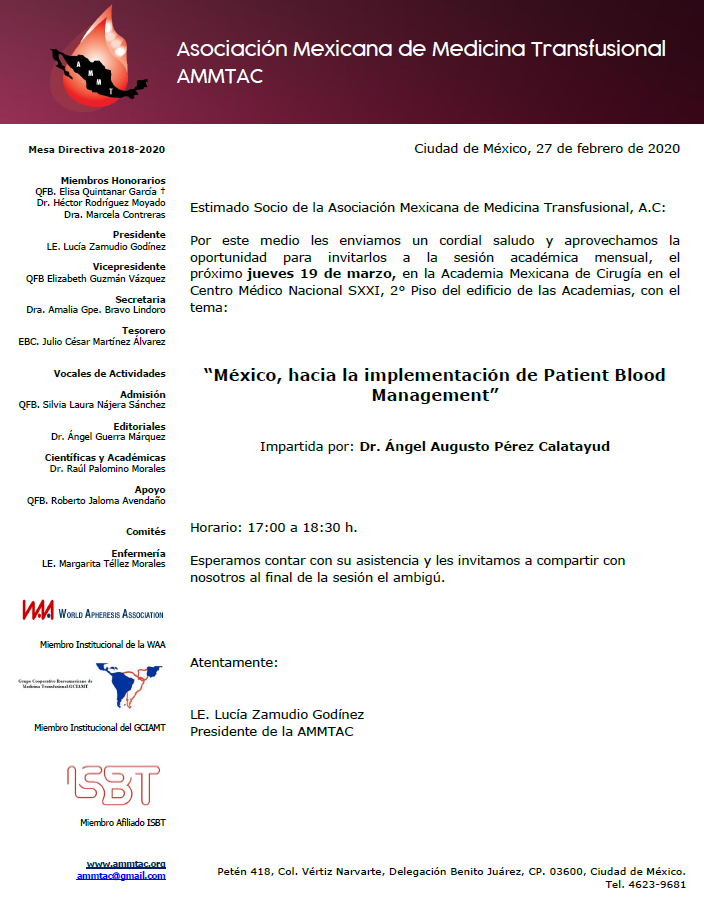 Asociación Mexicana de Medicina Transfusional
AMMTAC
A M M T
Mesa Directiva 2018-2020
Miembros Honorarios
QFB. Elisa Quintanar García †
Dr. Héctor Rodríguez Moyado
Dra. Marcela Contreras
Presidente
LE. Lucía Zamudio Godínez
Vicepresidente
QFB Elizabeth Guzmán Vázquez
Secretaria
Dra. Amalia Gpe. Bravo Lindoro
Tesorero
EBC. Julio César Martínez Álvarez
Vocales de Actividades
Admisión
QFB. Silvia Laura Nájera Sánchez
Editoriales
Dr. Ángel Guerra Márquez
Científicas y Académicas
Dr. Raúl Palomino Morales
Apoyo
QFB. Roberto Jaloma Avendaño
Comités
Enfermería
LE. Margarita Téllez Morales
WAA World Apheresis Association
Miembro Institucional de la WAA
Grupo Cooperativo Iberoamericano de
Medicina Transfusional GCIAMT
Miembro Institucional del GCIAMT
ISBT
Miembro Afiliado ISBT
www.ammtac.org
ammtac@gmail.com
Ciudad de México, 27 de febrero de 2020
Estimado Socio de la Asociación Mexicana de Medicina Transfusional, A.C:
Por este medio les enviamos un cordial saludo y aprovechamos la
oportunidad para invitarlos a la sesión académica mensual, el
próximo jueves 19 de marzo, en la Academia Mexicana de Cirugía en el
Centro Médico Nacional SXXI, 2° Piso del edificio de las Academias, con el
tema:
“México, hacia la implementación de Patient Blood
Management”
Impartida por: Dr. Ángel Augusto Pérez Calatayud
Horario: 17:00 a 18:30 h.
Esperamos contar con su asistencia y les invitamos a compartir con
nosotros al final de la sesión el ambigú.
Atentamente:
LE. Lucía Zamudio Godínez
Presidente de la AMMTAC
Petén 418, Col. Vértiz Narvarte, Delegación Benito Juárez, CP. 03600, Ciudad de México.
Tel. 4623-9681